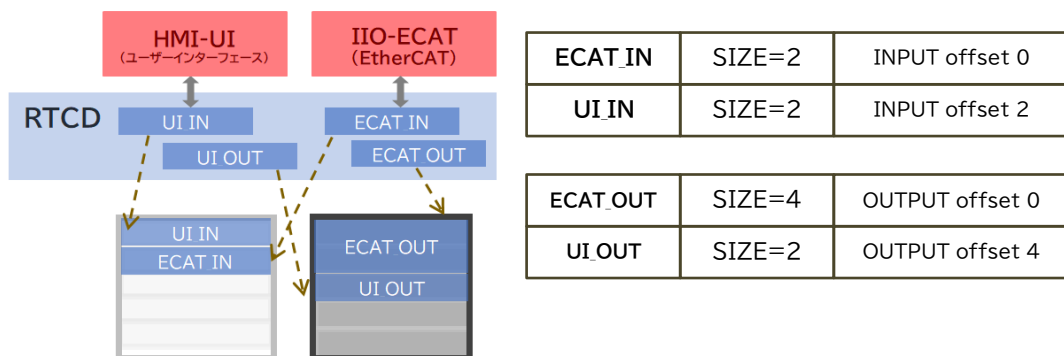 HMI-UI
(ユーザーインターフェース)
IIO-ECAT
(EtherCAT)
RTCD
UI IN
UI OUT
ECAT IN
ECAT OUT
UI IN
ECAT IN
ECAT OUT
UI OUT
ECAT_IN SIZE=2 INPUT offset 0
UI_IN SIZE=2 INPUT offset 2
ECAT_OUT SIZE=4 OUTPUT offset 0
UI_OUT SIZE=2 OUTPUT offset 4